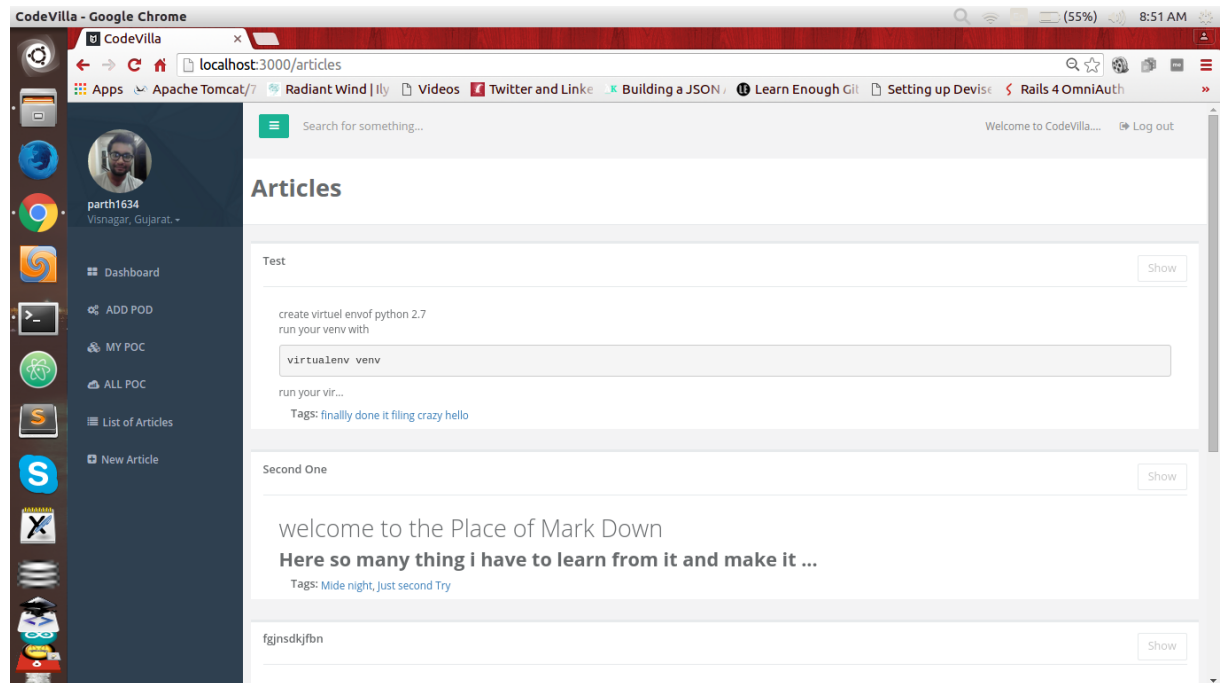 CodeVilla - Google Chrome
(55%) 8:51 AM
CodeVilla ×
localhost:3000/articles
Apps Apache Tomcat/7 Radiant Wind | Ily Videos Twitter and Linke Building a JSON Learn Enough Git Setting up Devise Rails 4 OmniAuth »
Search for something... Welcome to CodeVilla.... Log out
Articles
parth1634
Visnagar, Gujarat.
Dashboard
ADD POD
MY POC
ALL POC
List of Articles
New Article
Test Show
create virtuel envof python 2.7
run your venv with
virtualenv venv
run your vir...
Tags: finallly done it filing crazy hello
Second One Show
welcome to the Place of Mark Down
Here so many thing i have to learn from it and make it ...
Tags: Mide night, Just second Try
fgjnsdkjfbn Show